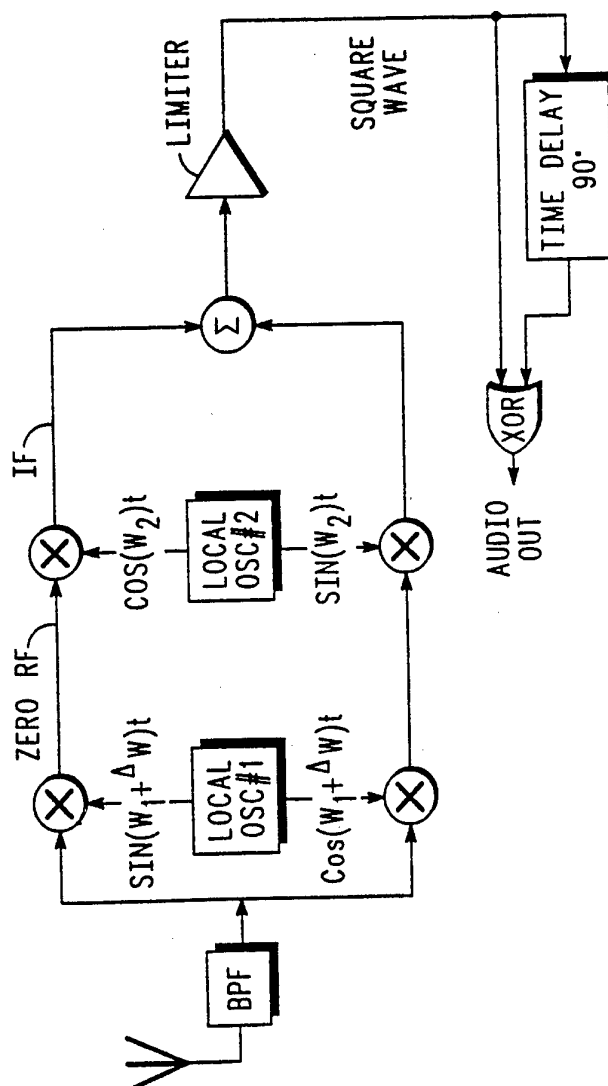 BPF
SIN(W₁+ΔW)t
LOCAL
OSC#1
Cos(W₁+ΔW)t
ZERO RF
COS(W₂)t
LOCAL
OSC#2
SIN(W₂)t
IF
Σ
LIMITER
SQUARE
WAVE
TIME DELAY
90°
XOR
AUDIO
OUT